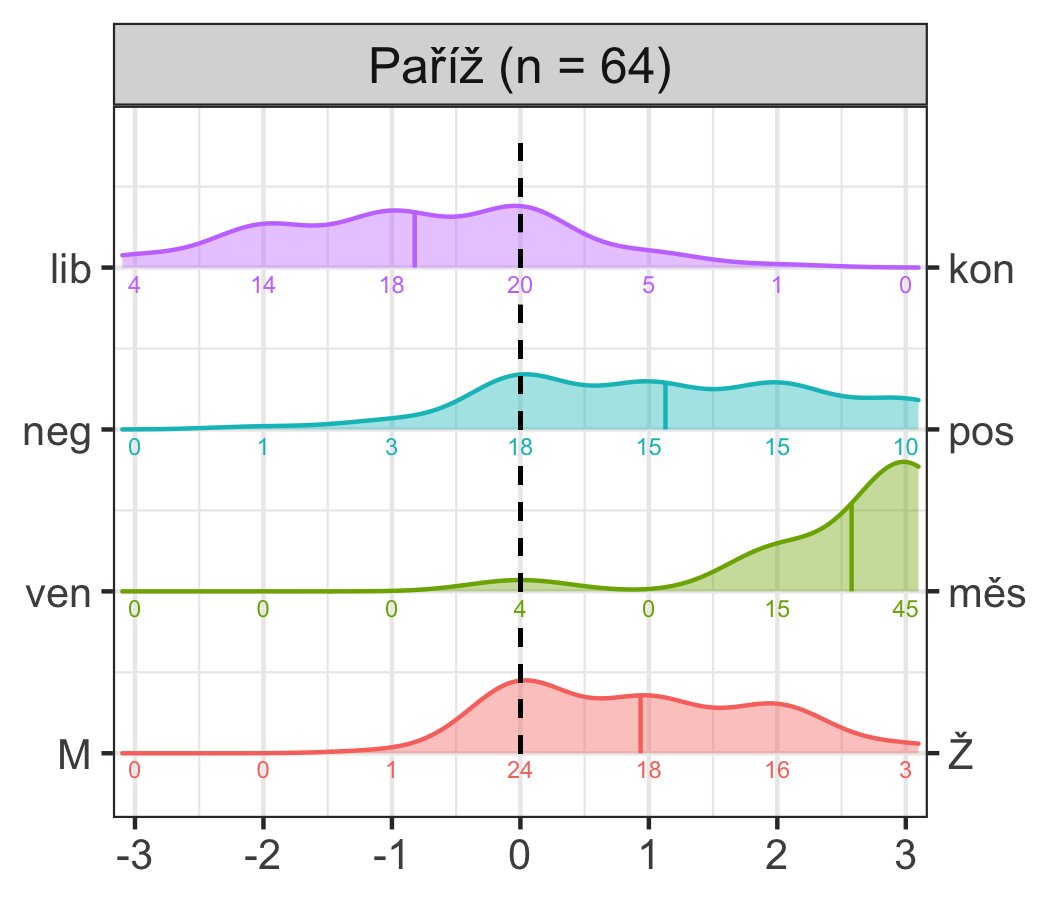 Paříž (n = 64)
lib kon
4 14 18 20 5 1 0
neg pos
0 1 3 18 15 15 10
ven měs
0 0 0 4 0 15 45
M Ž
0 0 1 24 18 16 3
-3 -2 -1 0 1 2 3